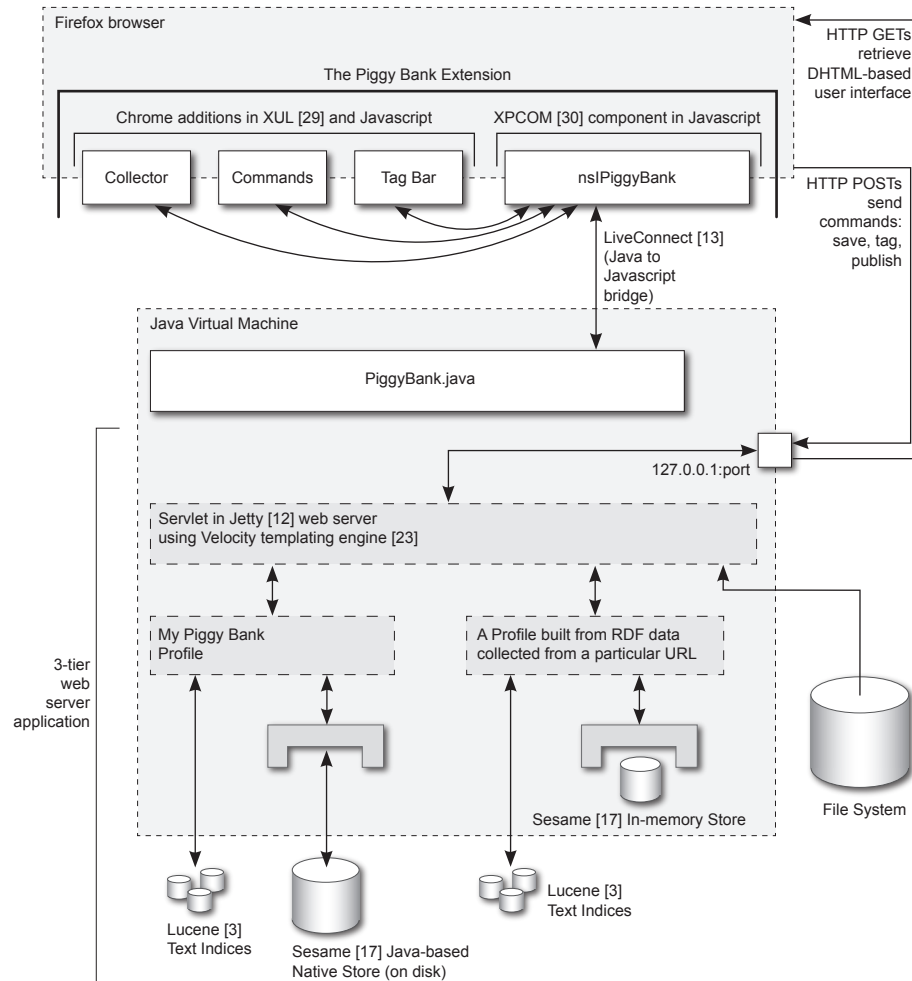 Firefox browser
HTTP GETs
retrieve
DHTML-based
user interface
The Piggy Bank Extension
Chrome additions in XUL [29] and Javascript
XPCOM [30] component in Javascript
Collector
Commands
Tag Bar
nsIPiggyBank
HTTP POSTs
send
commands:
save, tag,
publish
LiveConnect [13]
(Java to
Javascript
bridge)
Java Virtual Machine
PiggyBank.java
127.0.0.1:port
Servlet in Jetty [12] web server
using Velocity templating engine [23]
My Piggy Bank
Profile
A Profile built from RDF data
collected from a particular URL
3-tier
web
server
application
Sesame [17] In-memory Store
File System
Lucene [3]
Text Indices
Sesame [17] Java-based
Native Store (on disk)
Lucene [3]
Text Indices